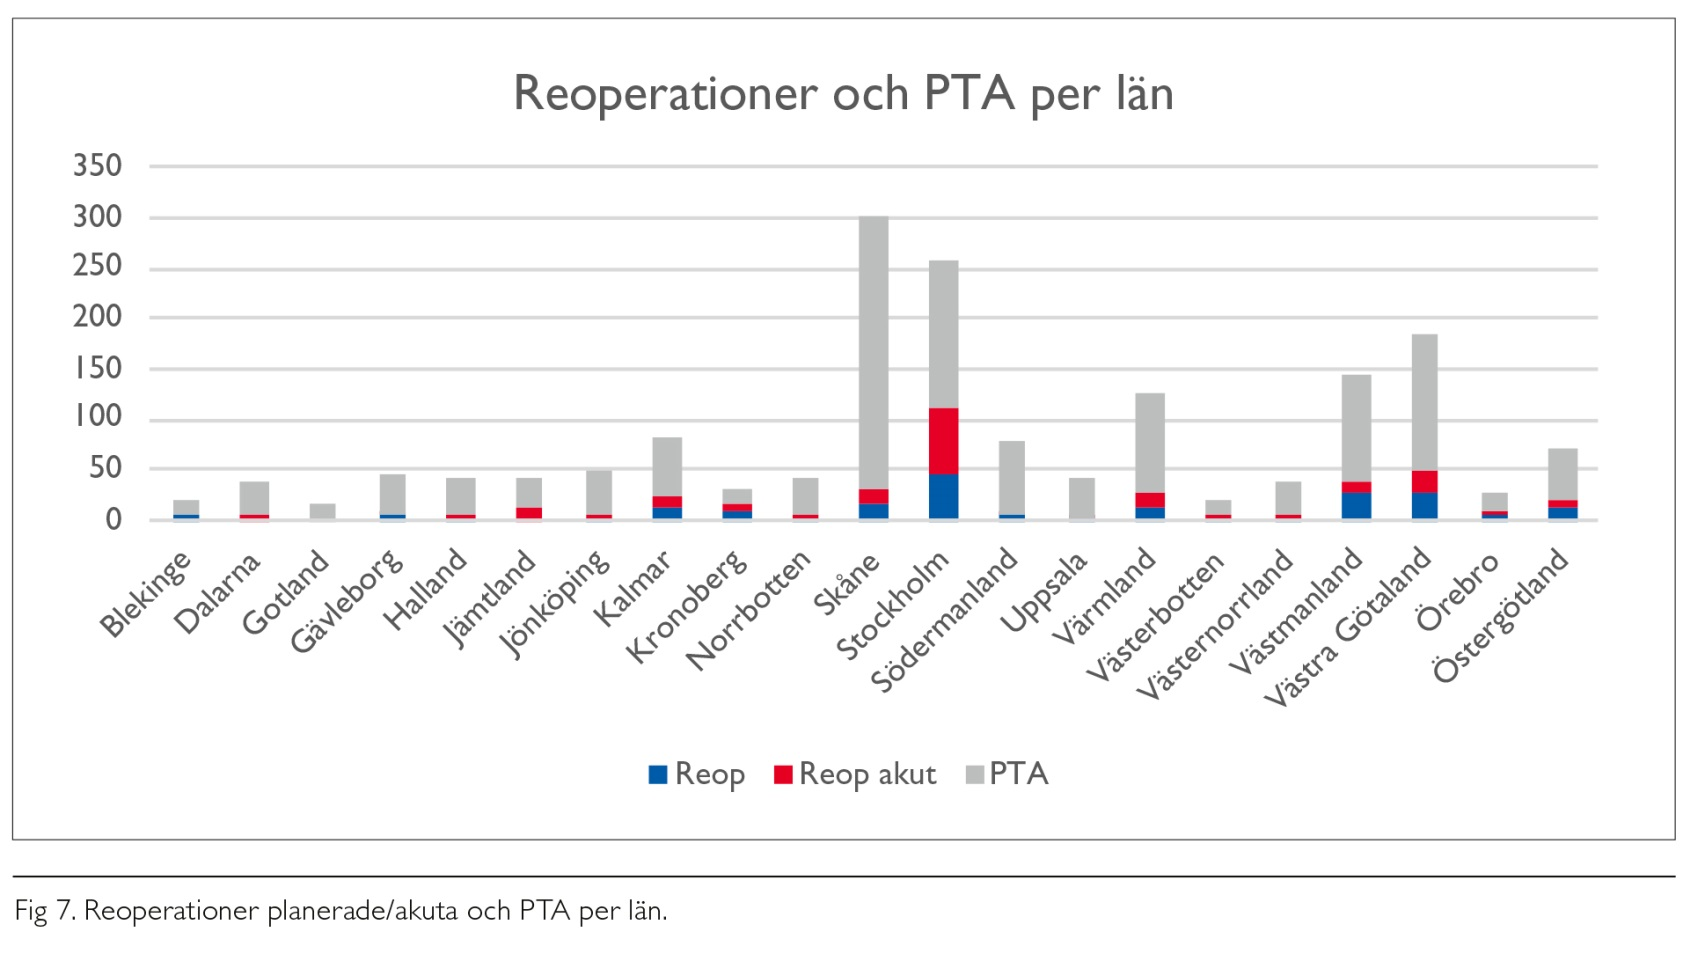 Reoperationer och PTA per län
350
300
250
200
150
100
50
0
Blekinge
Dalarna
Gotland
Gävleborg
Halland
Jämtland
Jönköping
Kalmar
Kronoberg
Norrbotten
Skåne
Stockholm
Södermanland
Uppsala
Värmland
Västerbotten
Västernorrland
Västmanland
Västra Götaland
Örebro
Östergötland
Reop Reop akut PTA
Fig 7. Reoperationer planerade/akuta och PTA per län.